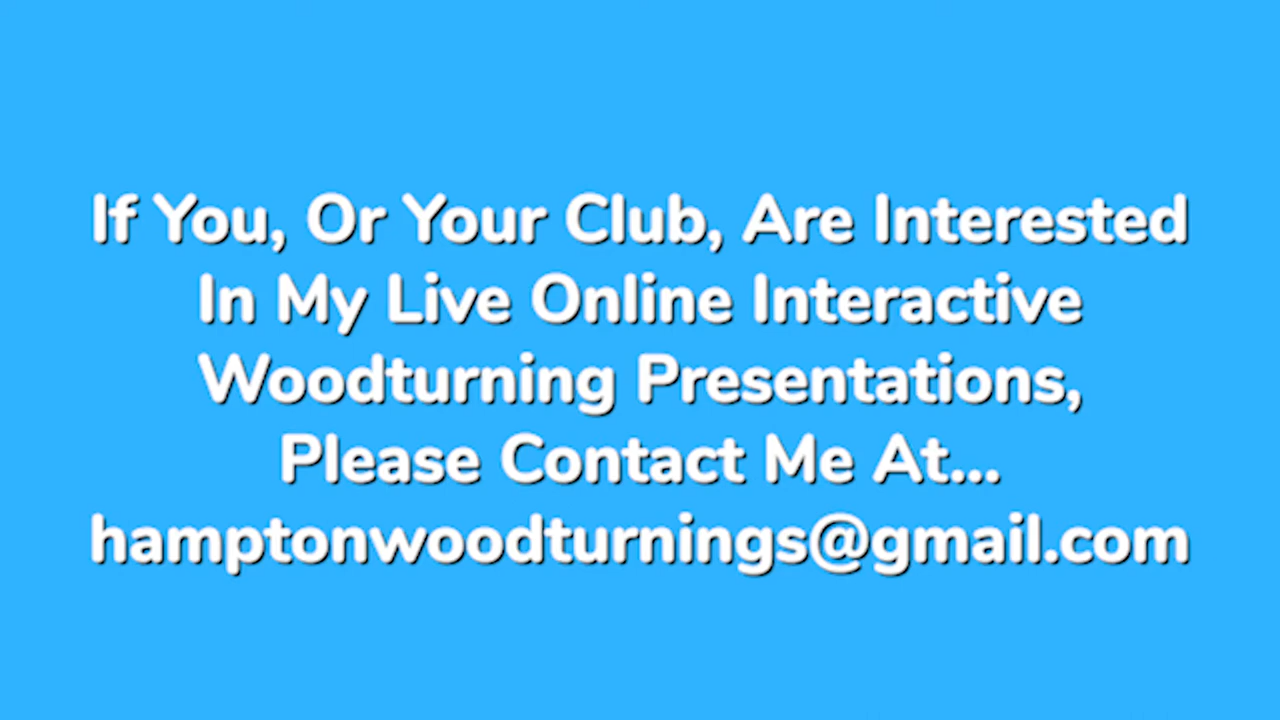 If You, Or Your Club, Are Interested
In My Live Online Interactive
Woodturning Presentations,
Please Contact Me At...
hamptonwoodturnings@gmail.com